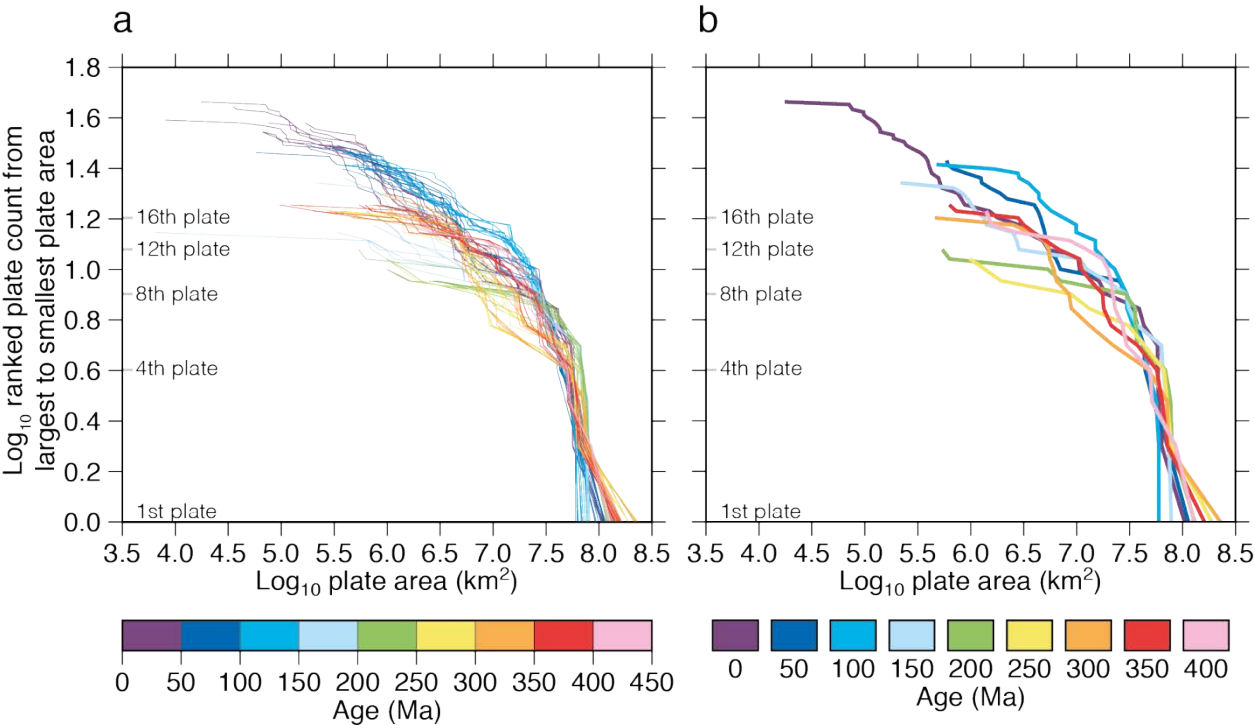 a
b
Log10 ranked plate count from
largest to smallest plate area
1.8
1.6
1.4
1.2
1.0
0.8
0.6
0.4
0.2
0.0
16th plate
12th plate
8th plate
4th plate
1st plate
16th plate
12th plate
8th plate
4th plate
1st plate
3.5 4.0 4.5 5.0 5.5 6.0 6.5 7.0 7.5 8.0 8.5
3.5 4.0 4.5 5.0 5.5 6.0 6.5 7.0 7.5 8.0 8.5
Log10 plate area (km2)
Log10 plate area (km2)
0 50 100 150 200 250 300 350 400 450
Age (Ma)
0 50 100 150 200 250 300 350 400
Age (Ma)